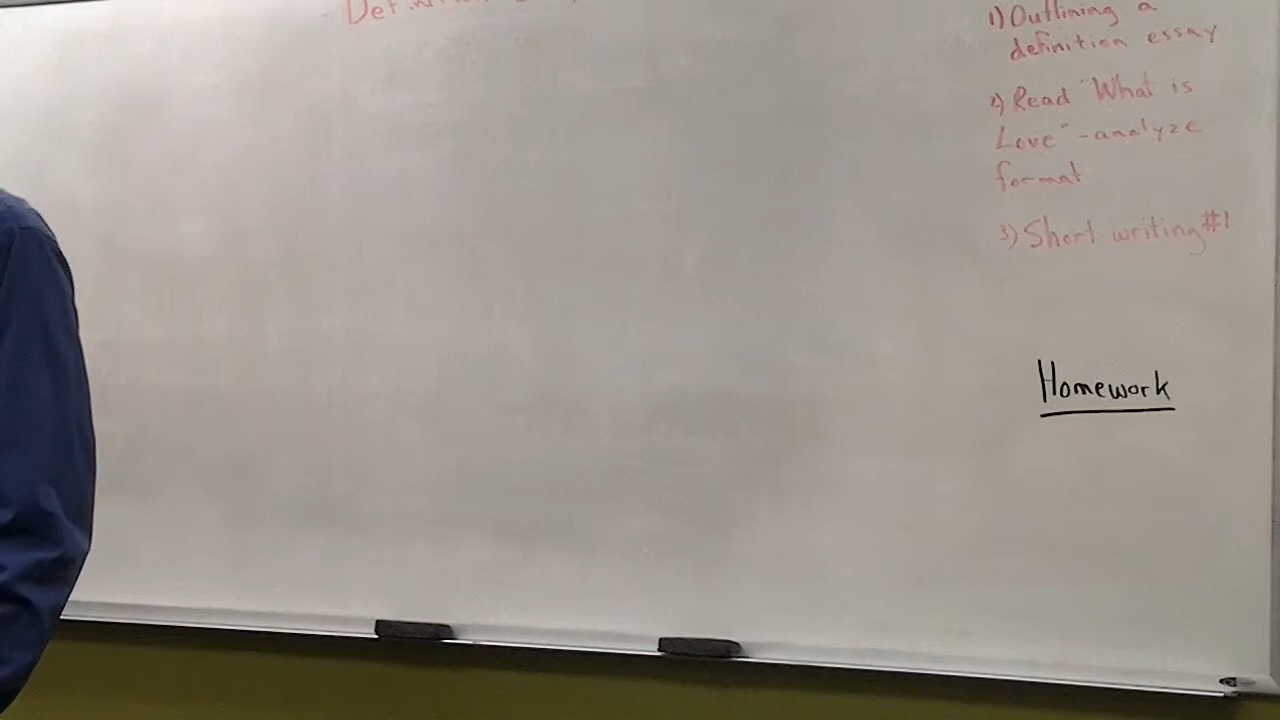 1) Outlining a
definition essay
2) Read "What is
Love" - analyze
format
3) Short writing #1
Homework